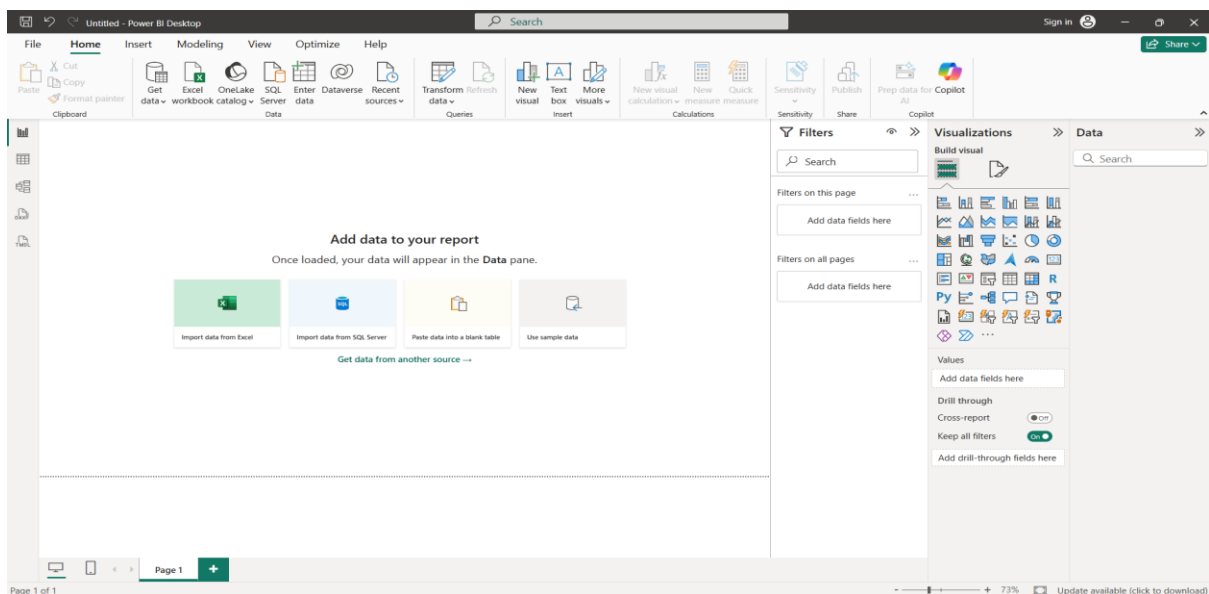 Untitled - Power BI Desktop
Search
Sign in
File Home Insert Modeling View Optimize Help
Share
Paste
Cut
Copy
Format painter
Clipboard
Get data
Excel workbook
OneLake catalog
SQL Server
Enter data
Dataverse
Recent sources
Data
Transform data
Refresh
Queries
New visual
Text box
More visuals
Insert
New visual calculation
New measure
Quick measure
Calculations
Sensitivity
Sensitivity
Publish
Share
Prep data for AI
Copilot
Copilot
Filters
Search
Filters on this page
...
Add data fields here
Filters on all pages
...
Add data fields here
Visualizations
Build visual
R
Py
...
Values
Add data fields here
Drill through
Cross-report
Off
Keep all filters
On
Add drill-through fields here
Data
Search
DAX
TMDL
Add data to your report
Once loaded, your data will appear in the Data pane.
SQL
Import data from Excel
Import data from SQL Server
Paste data into a blank table
Use sample data
Get data from another source →
Page 1
+
Page 1 of 1
- + 73%
Update available (click to download)